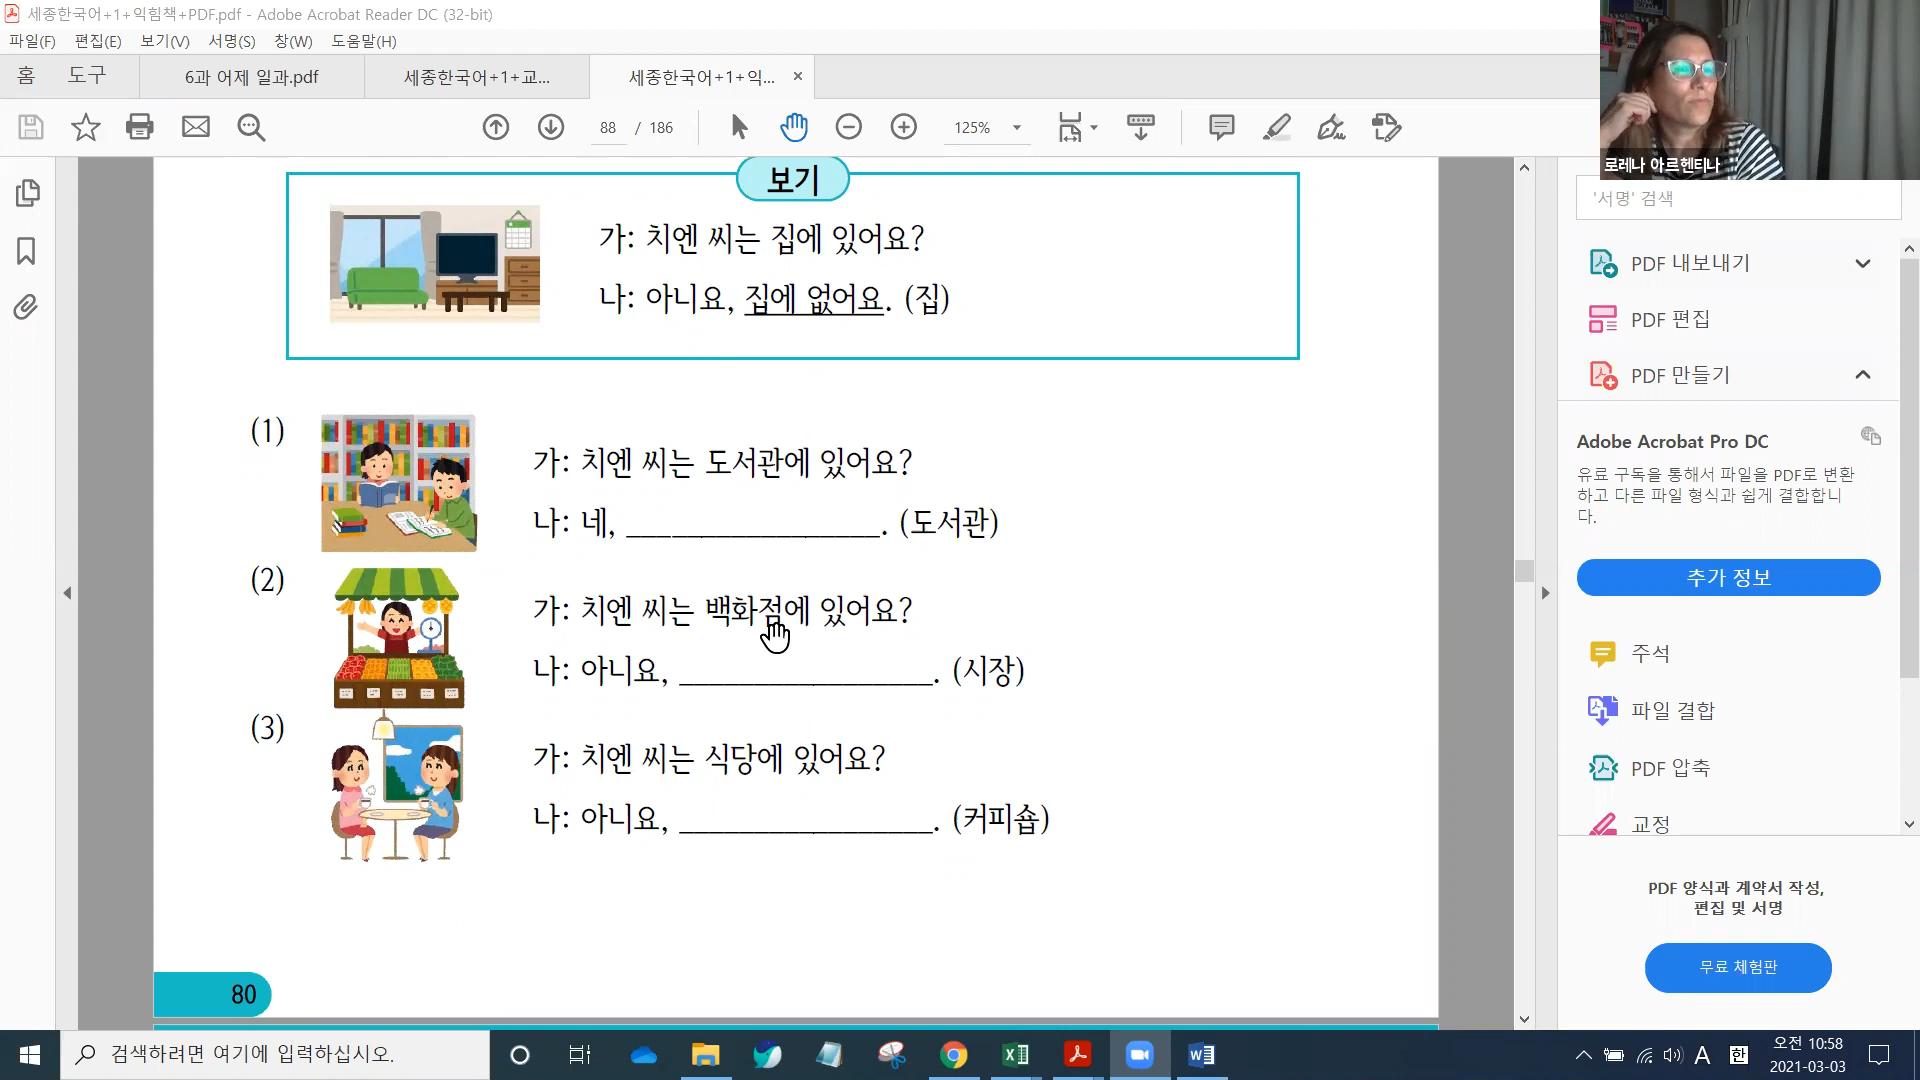 세종한국어+1+익힘책+PDF.pdf - Adobe Acrobat Reader DC (32-bit)
파일(F) 편집(E) 보기(V) 서명(S) 창(W) 도움말(H)
홈 도구 6과 어제 일과.pdf 세종한국어+1+교... 세종한국어+1+익... ×
88 / 186 125%
로레나 아르헨티나
보기
가: 치엔 씨는 집에 있어요?
나: 아니요, 집에 없어요. (집)
(1)
가: 치엔 씨는 도서관에 있어요?
나: 네, _________________. (도서관)
(2)
가: 치엔 씨는 백화점에 있어요?
나: 아니요, _________________. (시장)
(3)
가: 치엔 씨는 식당에 있어요?
나: 아니요, _________________. (커피숍)
80
'서명' 검색
PDF 내보내기
PDF 편집
PDF 만들기
Adobe Acrobat Pro DC
유료 구독을 통해서 파일을 PDF로 변환
하고 다른 파일 형식과 쉽게 결합합니
다.
추가 정보
주석
파일 결합
PDF 압축
교정
PDF 양식과 계약서 작성,
편집 및 서명
무료 체험판
검색하려면 여기에 입력하십시오.
A 한 오전 10:58
2021-03-03